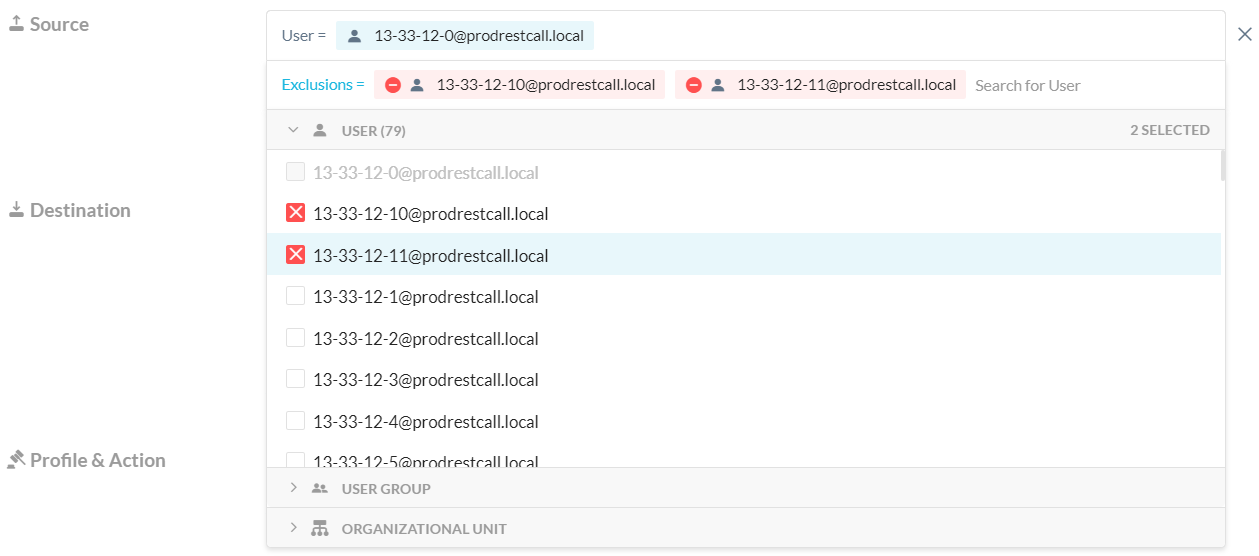 Source
User = 13-33-12-0@prodrestcall.local
Exclusions = 13-33-12-10@prodrestcall.local 13-33-12-11@prodrestcall.local Search for User
USER (79) 2 SELECTED
13-33-12-0@prodrestcall.local
Destination
13-33-12-10@prodrestcall.local
13-33-12-11@prodrestcall.local
13-33-12-1@prodrestcall.local
13-33-12-2@prodrestcall.local
13-33-12-3@prodrestcall.local
13-33-12-4@prodrestcall.local
Profile & Action
13-33-12-5@prodrestcall.local
USER GROUP
ORGANIZATIONAL UNIT